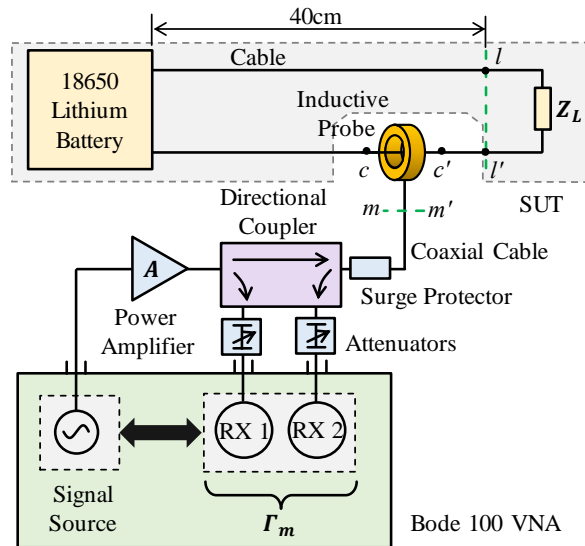 40cm
Cable
l
18650
Lithium
Battery
Inductive
Probe
Z_L
c
c'
l'
m
m'
SUT
Directional
Coupler
Coaxial Cable
A
Surge Protector
Power
Amplifier
Attenuators
RX 1
RX 2
Signal
Source
Γ_m
Bode 100 VNA